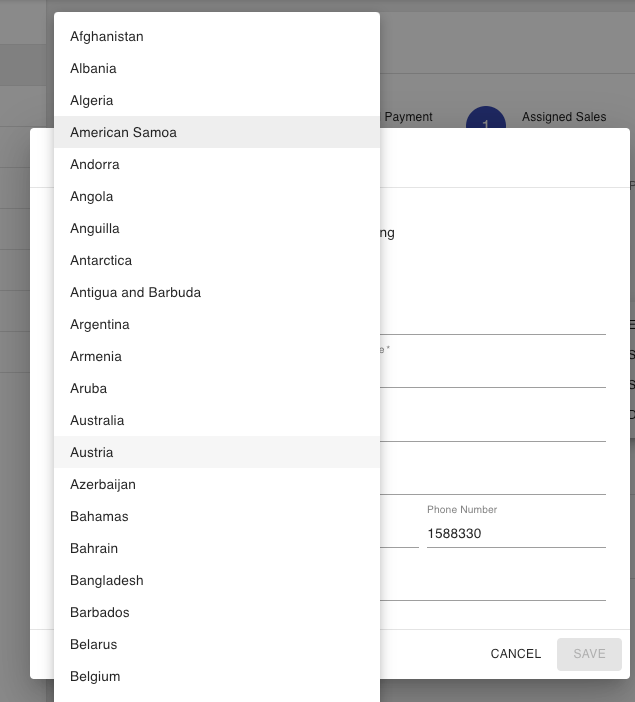 Afghanistan
Albania
Algeria
American Samoa
Andorra
Angola
Anguilla
Antarctica
Antigua and Barbuda
Argentina
Armenia
Aruba
Australia
Austria
Azerbaijan
Bahamas
Bahrain
Bangladesh
Barbados
Belarus
Belgium
Payment
1
Assigned Sales
ng
e *
Phone Number
1588330
CANCEL
SAVE